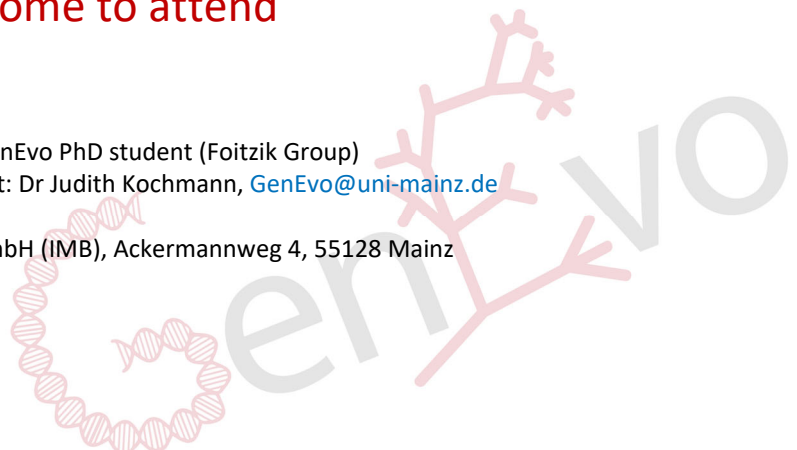 ome to attend
nEvo PhD student (Foitzik Group)
t: Dr Judith Kochmann, GenEvo@uni-mainz.de
bH (IMB), Ackermannweg 4, 55128 Mainz
GenEvo